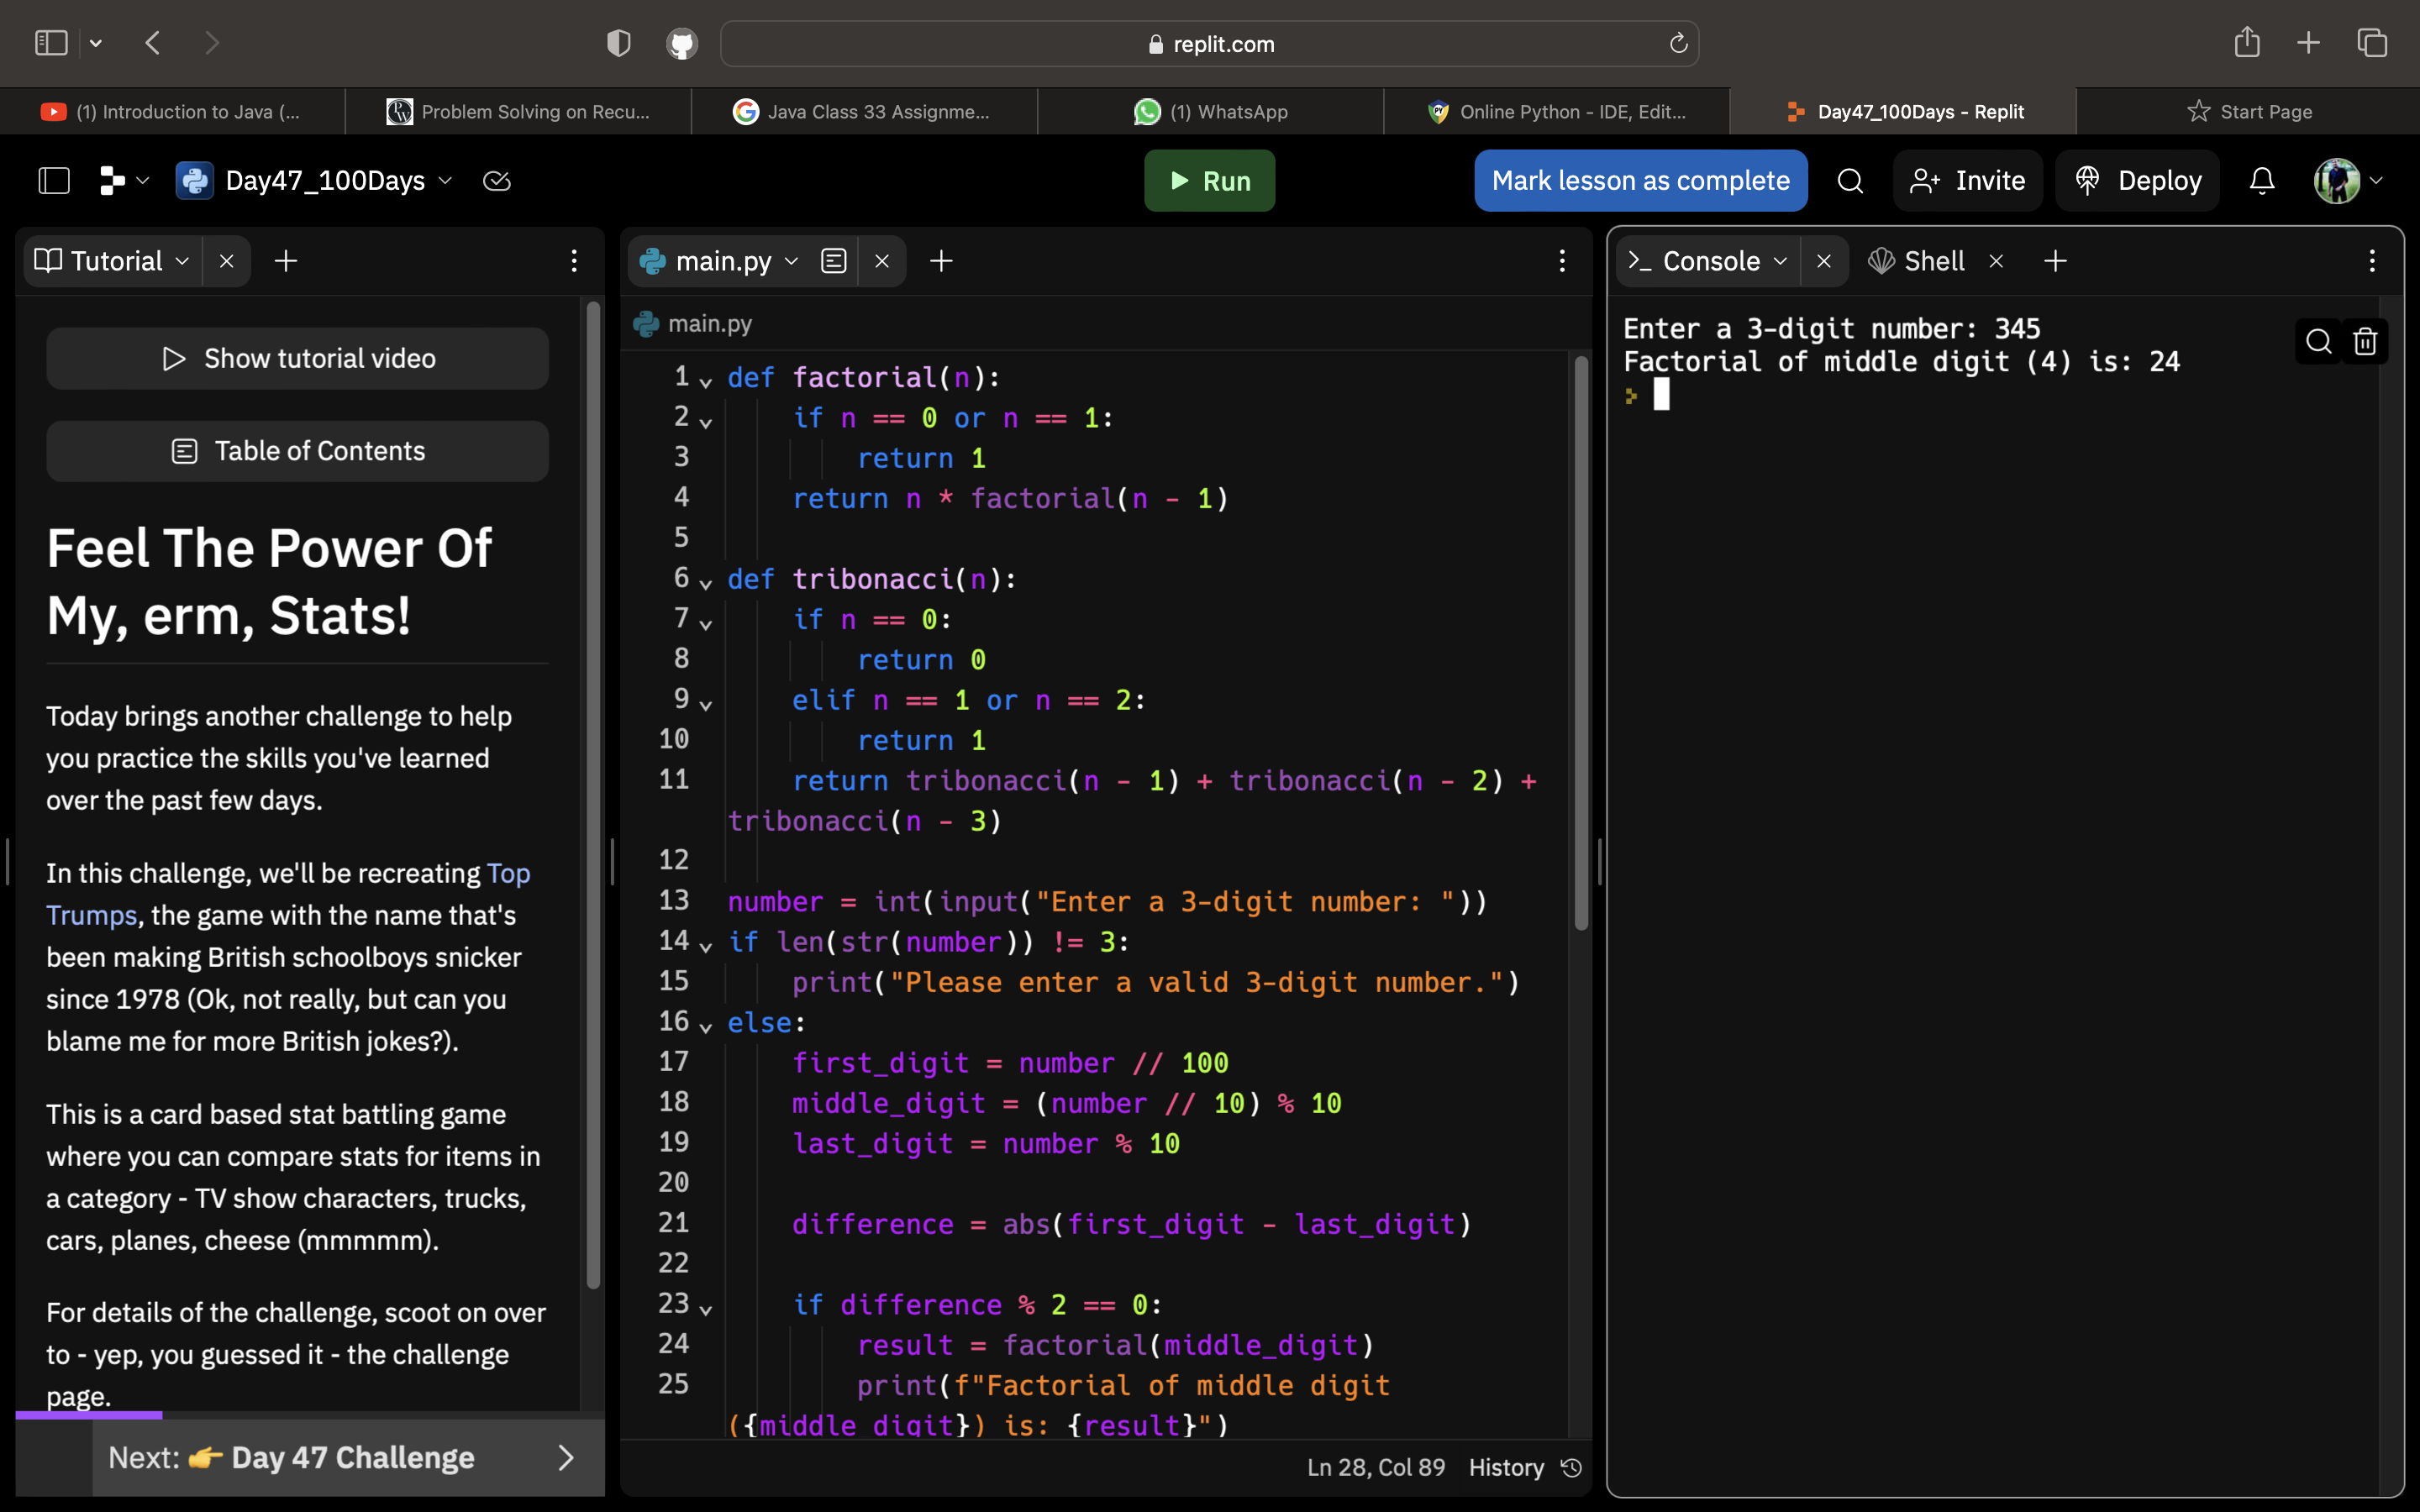 replit.com
(1) Introduction to Java (...
Problem Solving on Recu...
Java Class 33 Assignme...
(1) WhatsApp
Online Python - IDE, Edit...
Day47_100Days - Replit
Start Page
Day47_100Days
Run
Mark lesson as complete
Invite
Deploy
Tutorial
Show tutorial video
Table of Contents
Feel The Power Of
My, erm, Stats!
Today brings another challenge to help
you practice the skills you've learned
over the past few days.
In this challenge, we'll be recreating Top
Trumps, the game with the name that's
been making British schoolboys snicker
since 1978 (Ok, not really, but can you
blame me for more British jokes?).
This is a card based stat battling game
where you can compare stats for items in
a category - TV show characters, trucks,
cars, planes, cheese (mmmmm).
For details of the challenge, scoot on over
to - yep, you guessed it - the challenge
page.
Next: 👉 Day 47 Challenge
main.py
main.py
1 def factorial(n):
2     if n == 0 or n == 1:
3         return 1
4     return n * factorial(n - 1)
5
6 def tribonacci(n):
7     if n == 0:
8         return 0
9     elif n == 1 or n == 2:
10         return 1
11     return tribonacci(n - 1) + tribonacci(n - 2) +
tribonacci(n - 3)
12
13 number = int(input("Enter a 3-digit number: "))
14 if len(str(number)) != 3:
15     print("Please enter a valid 3-digit number.")
16 else:
17     first_digit = number // 100
18     middle_digit = (number // 10) % 10
19     last_digit = number % 10
20
21     difference = abs(first_digit - last_digit)
22
23     if difference % 2 == 0:
24         result = factorial(middle_digit)
25         print(f"Factorial of middle digit
({middle_digit}) is: {result}")
Ln 28, Col 89 History
Console
Shell
Enter a 3-digit number: 345
Factorial of middle digit (4) is: 24